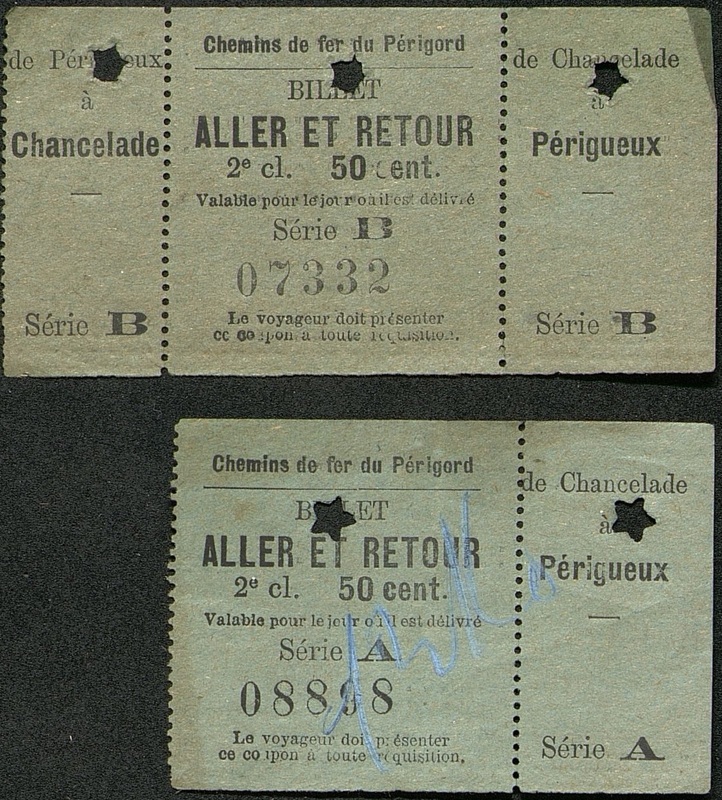 de Périgueux
à
Chancelade
Série B
Chemins de fer du Périgord
BILLET
ALLER ET RETOUR
2e cl. 50 cent.
Valable pour le jour où il est délivré
Série B
07332
Le voyageur doit présenter
ce coupon à toute réquisition.
de Chancelade
à
Périgueux
Série B
Chemins de fer du Périgord
BILLET
ALLER ET RETOUR
2e cl. 50 cent.
Valable pour le jour où il est délivré
Série A
08898
Le voyageur doit présenter
ce coupon à toute réquisition.
de Chancelade
à
Périgueux
Série A